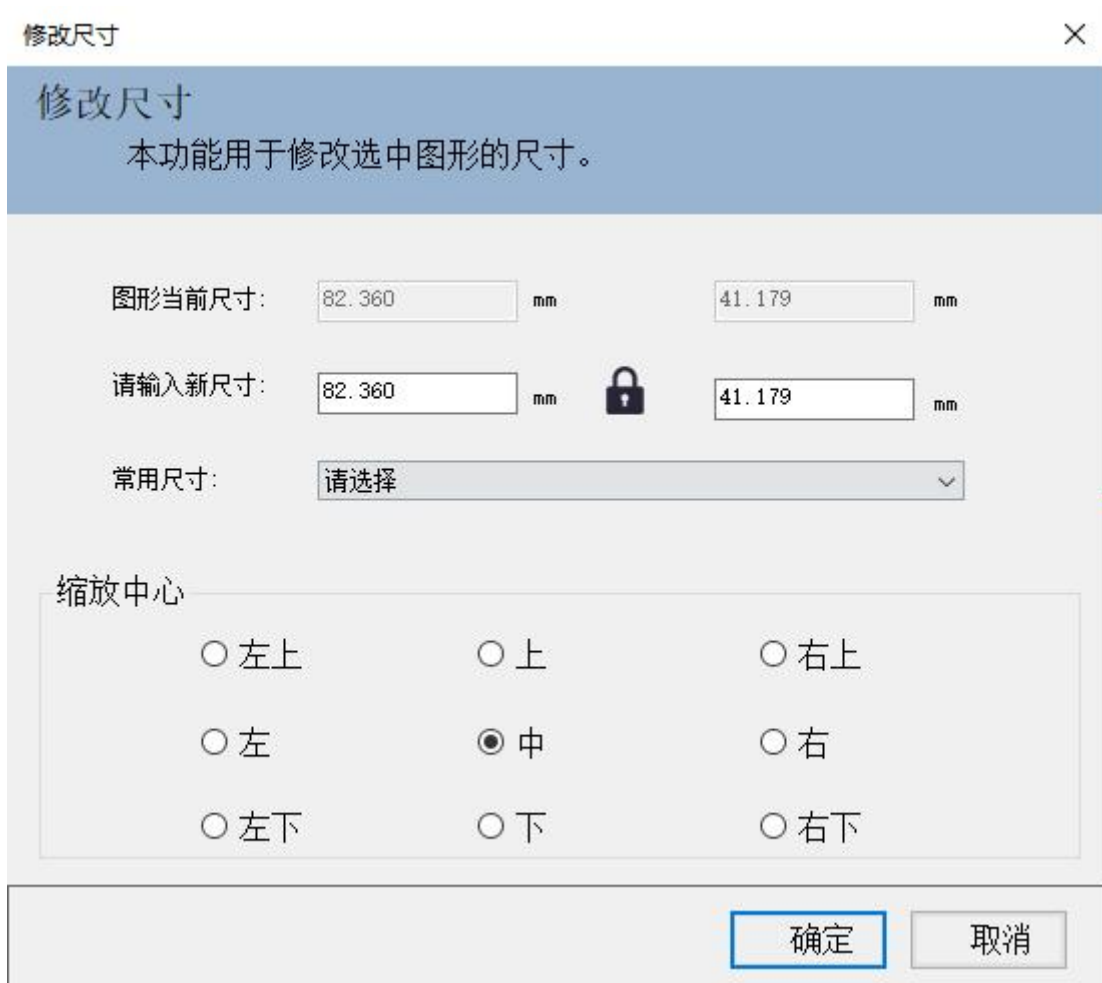 修改尺寸
修改尺寸
本功能用于修改选中图形的尺寸。
图形当前尺寸: 82.360 mm 41.179 mm
请输入新尺寸: 82.360 mm 41.179 mm
常用尺寸: 请选择
缩放中心
左上 上 右上
左 中 右
左下 下 右下
确定 取消